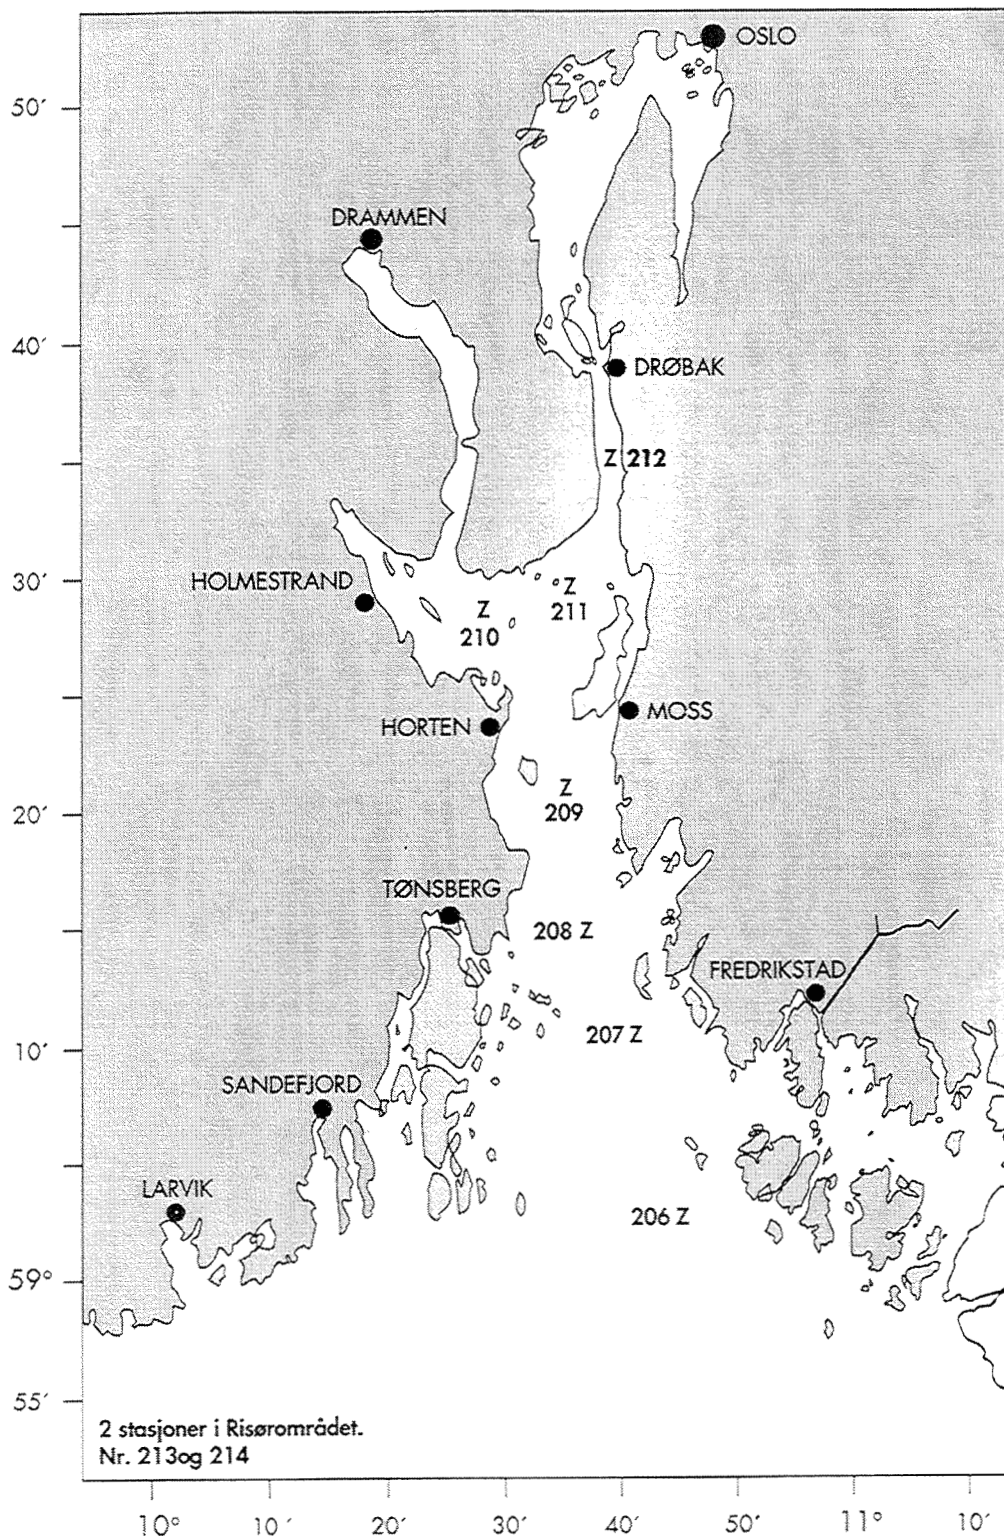 OSLO
50′
DRAMMEN
40′
DRØBAK
Z 212
HOLMESTRAND
30′
Z
211
Z
210
HORTEN
MOSS
Z
209
20′
TØNSBERG
208 Z
FREDRIKSTAD
207 Z
10′
SANDEFJORD
LARVIK
206 Z
59°
55′
2 stasjoner i Risørområdet.
Nr. 213og 214
10° 10′ 20′ 30′ 40′ 50′ 11° 10′